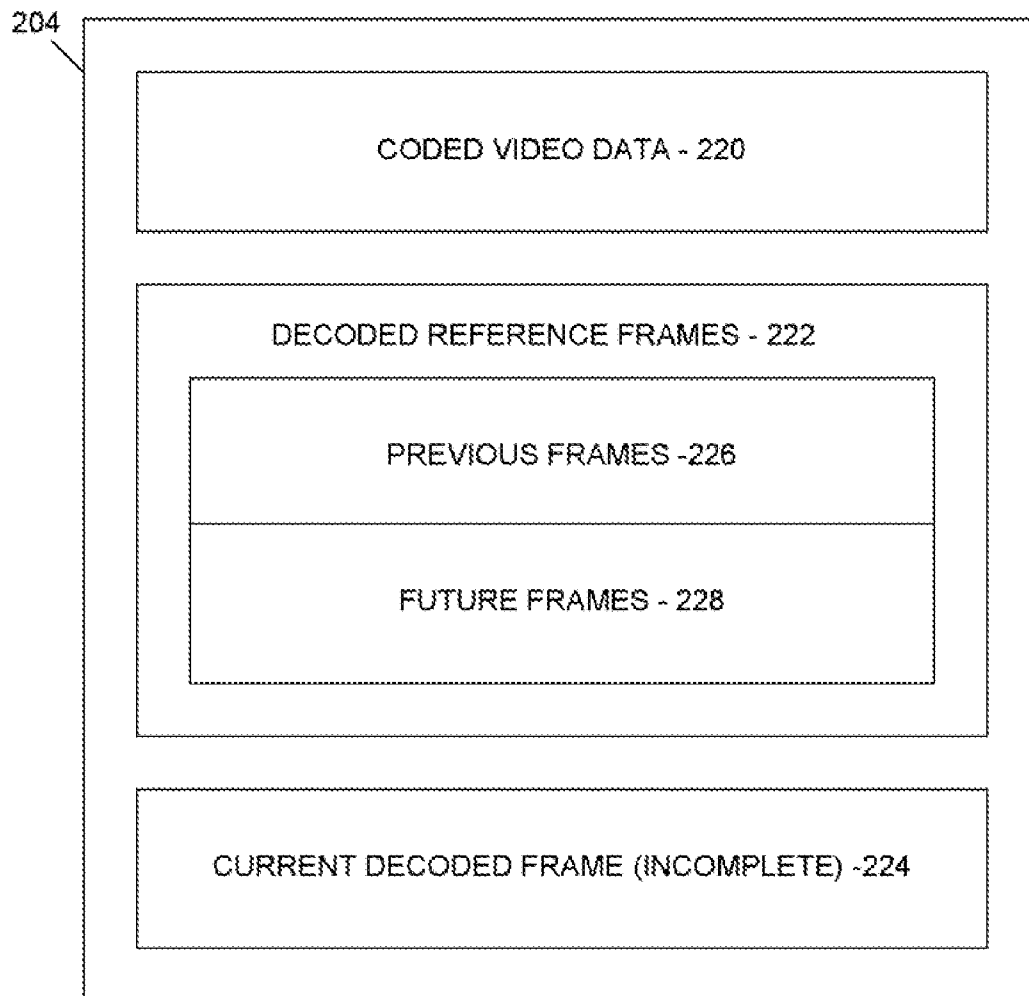 204
CODED VIDEO DATA - 220
DECODED REFERENCE FRAMES - 222
PREVIOUS FRAMES -226
FUTURE FRAMES - 228
CURRENT DECODED FRAME (INCOMPLETE) -224